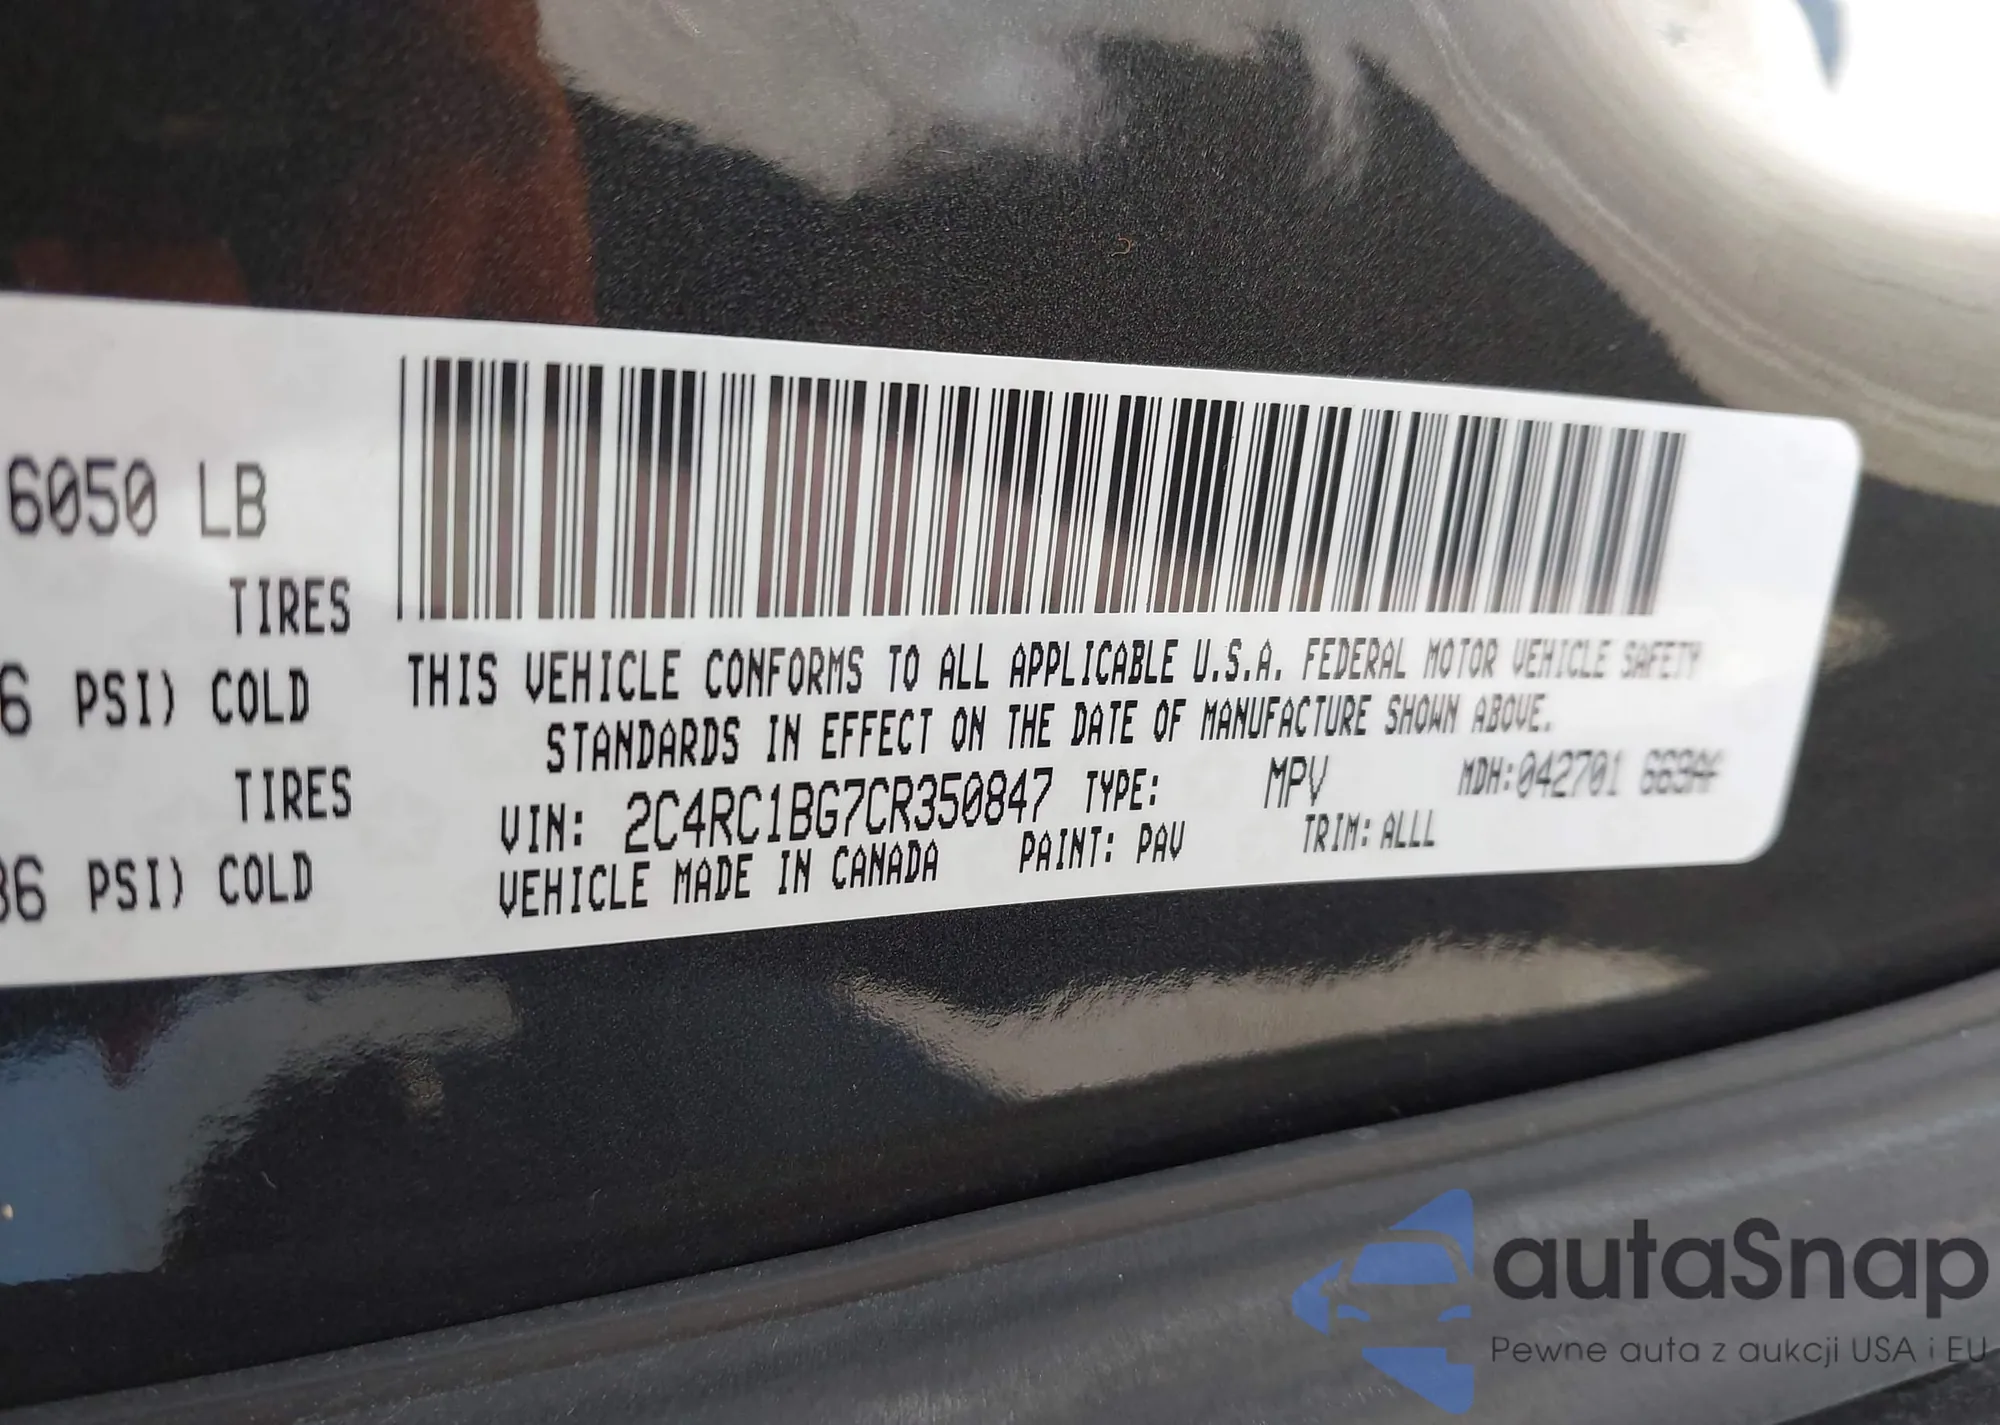 6050 LB
TIRES
6 PSI) COLD
TIRES
36 PSI) COLD
THIS VEHICLE CONFORMS TO ALL APPLICABLE U.S.A. FEDERAL MOTOR VEHICLE SAFETY
STANDARDS IN EFFECT ON THE DATE OF MANUFACTURE SHOWN ABOVE.
VIN: 2C4RC1BG7CR350847 TYPE: MPV MDH:042701
VEHICLE MADE IN CANADA PAINT: PAV TRIM: ALLL
autaSnap
Pewne auta z aukcji USA i EU